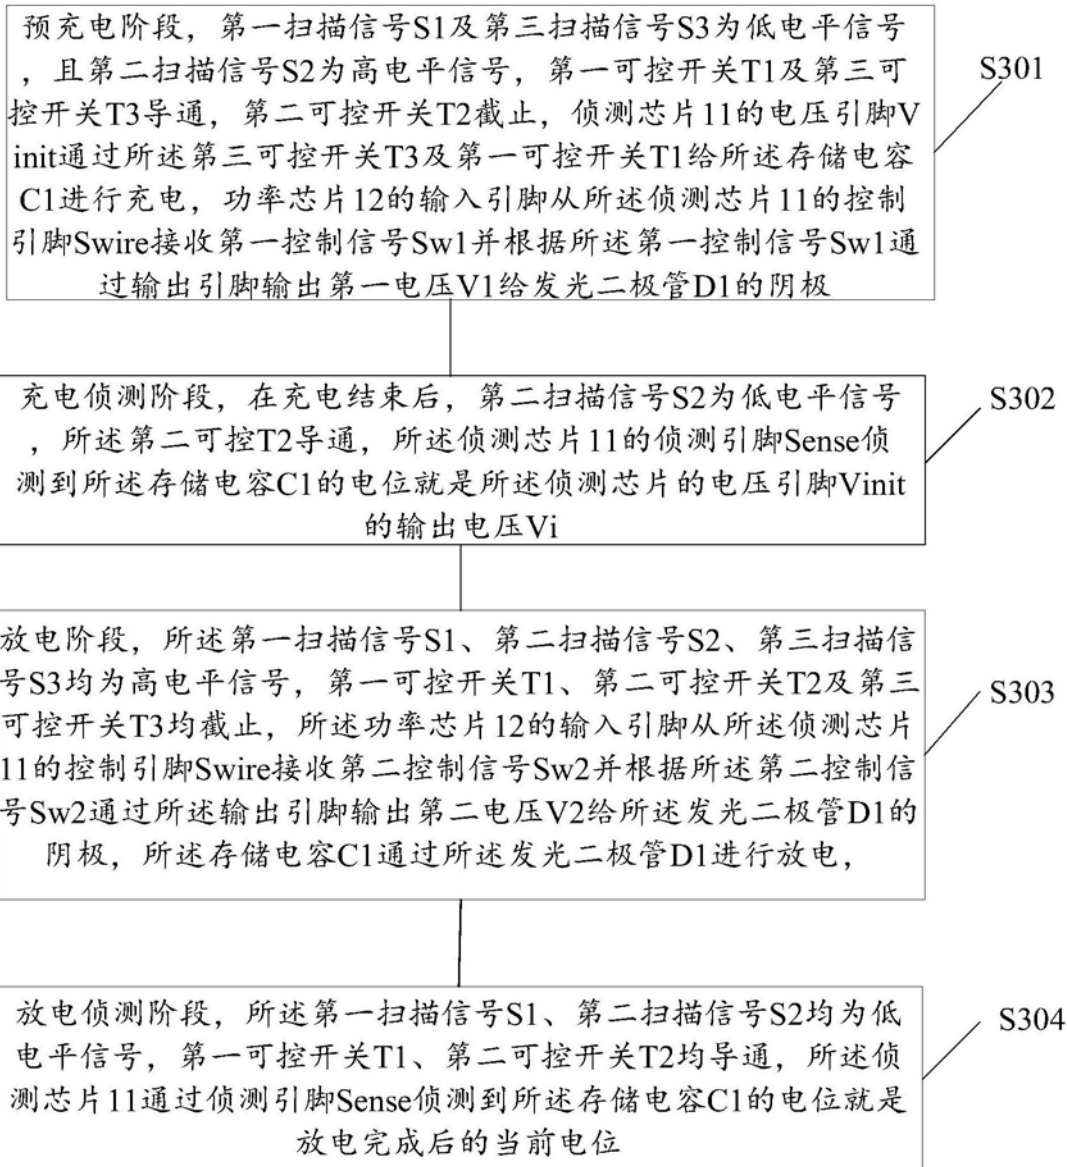 预充电阶段，第一扫描信号S1及第三扫描信号S3为低电平信号
，且第二扫描信号S2为高电平信号，第一可控开关T1及第三可
控开关T3导通，第二可控开关T2截止，侦测芯片11的电压引脚V
init通过所述第三可控开关T3及第一可控开关T1给所述存储电容
C1进行充电，功率芯片12的输入引脚从所述侦测芯片11的控制
引脚Swire接收第一控制信号Sw1并根据所述第一控制信号Sw1通
过输出引脚输出第一电压V1给发光二极管D1的阴极
S301
充电侦测阶段，在充电结束后，第二扫描信号S2为低电平信号
，所述第二可控T2导通，所述侦测芯片11的侦测引脚Sense侦
测到所述存储电容C1的电位就是所述侦测芯片的电压引脚Vinit
的输出电压Vi
S302
放电阶段，所述第一扫描信号S1、第二扫描信号S2、第三扫描信
号S3均为高电平信号，第一可控开关T1、第二可控开关T2及第三
可控开关T3均截止，所述功率芯片12的输入引脚从所述侦测芯片
11的控制引脚Swire接收第二控制信号Sw2并根据所述第二控制信
号Sw2通过所述输出引脚输出第二电压V2给所述发光二极管D1的
阴极，所述存储电容C1通过所述发光二极管D1进行放电，
S303
放电侦测阶段，所述第一扫描信号S1、第二扫描信号S2均为低
电平信号，第一可控开关T1、第二可控开关T2均导通，所述侦
测芯片11通过侦测引脚Sense侦测到所述存储电容C1的电位就是
放电完成后的当前电位
S304